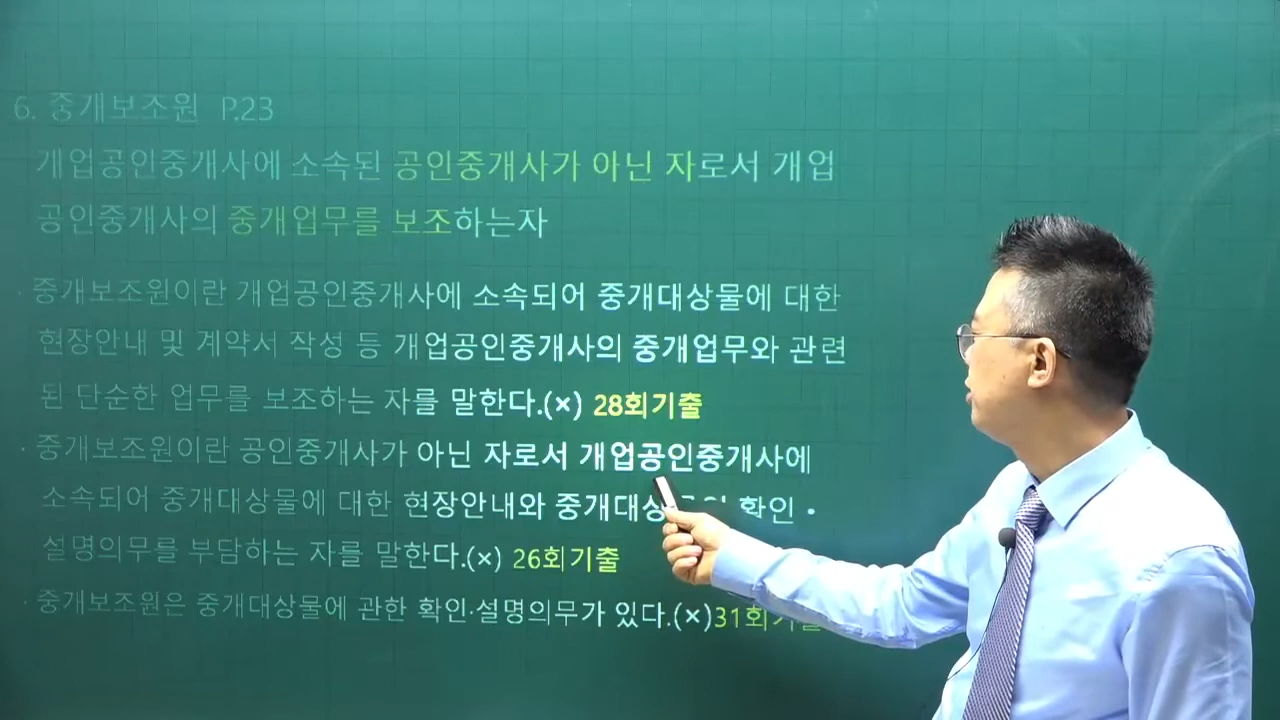 6. 중개보조원 P.23
개업공인중개사에 소속된 공인중개사가 아닌 자로서 개업
공인중개사의 중개업무를 보조하는자
· 중개보조원이란 개업공인중개사에 소속되어 중개대상물에 대한
현장안내 및 계약서 작성 등 개업공인중개사의 중개업무와 관련
된 단순한 업무를 보조하는 자를 말한다.(×) 28회기출
· 중개보조원이란 공인중개사가 아닌 자로서 개업공인중개사에
소속되어 중개대상물에 대한 현장안내와 확인 •
설명의무를 부담하는 자를 말한다.(×) 26회기출
· 중개보조원은 중개대상물에 관한 확인·설명의무가 있다.(×)